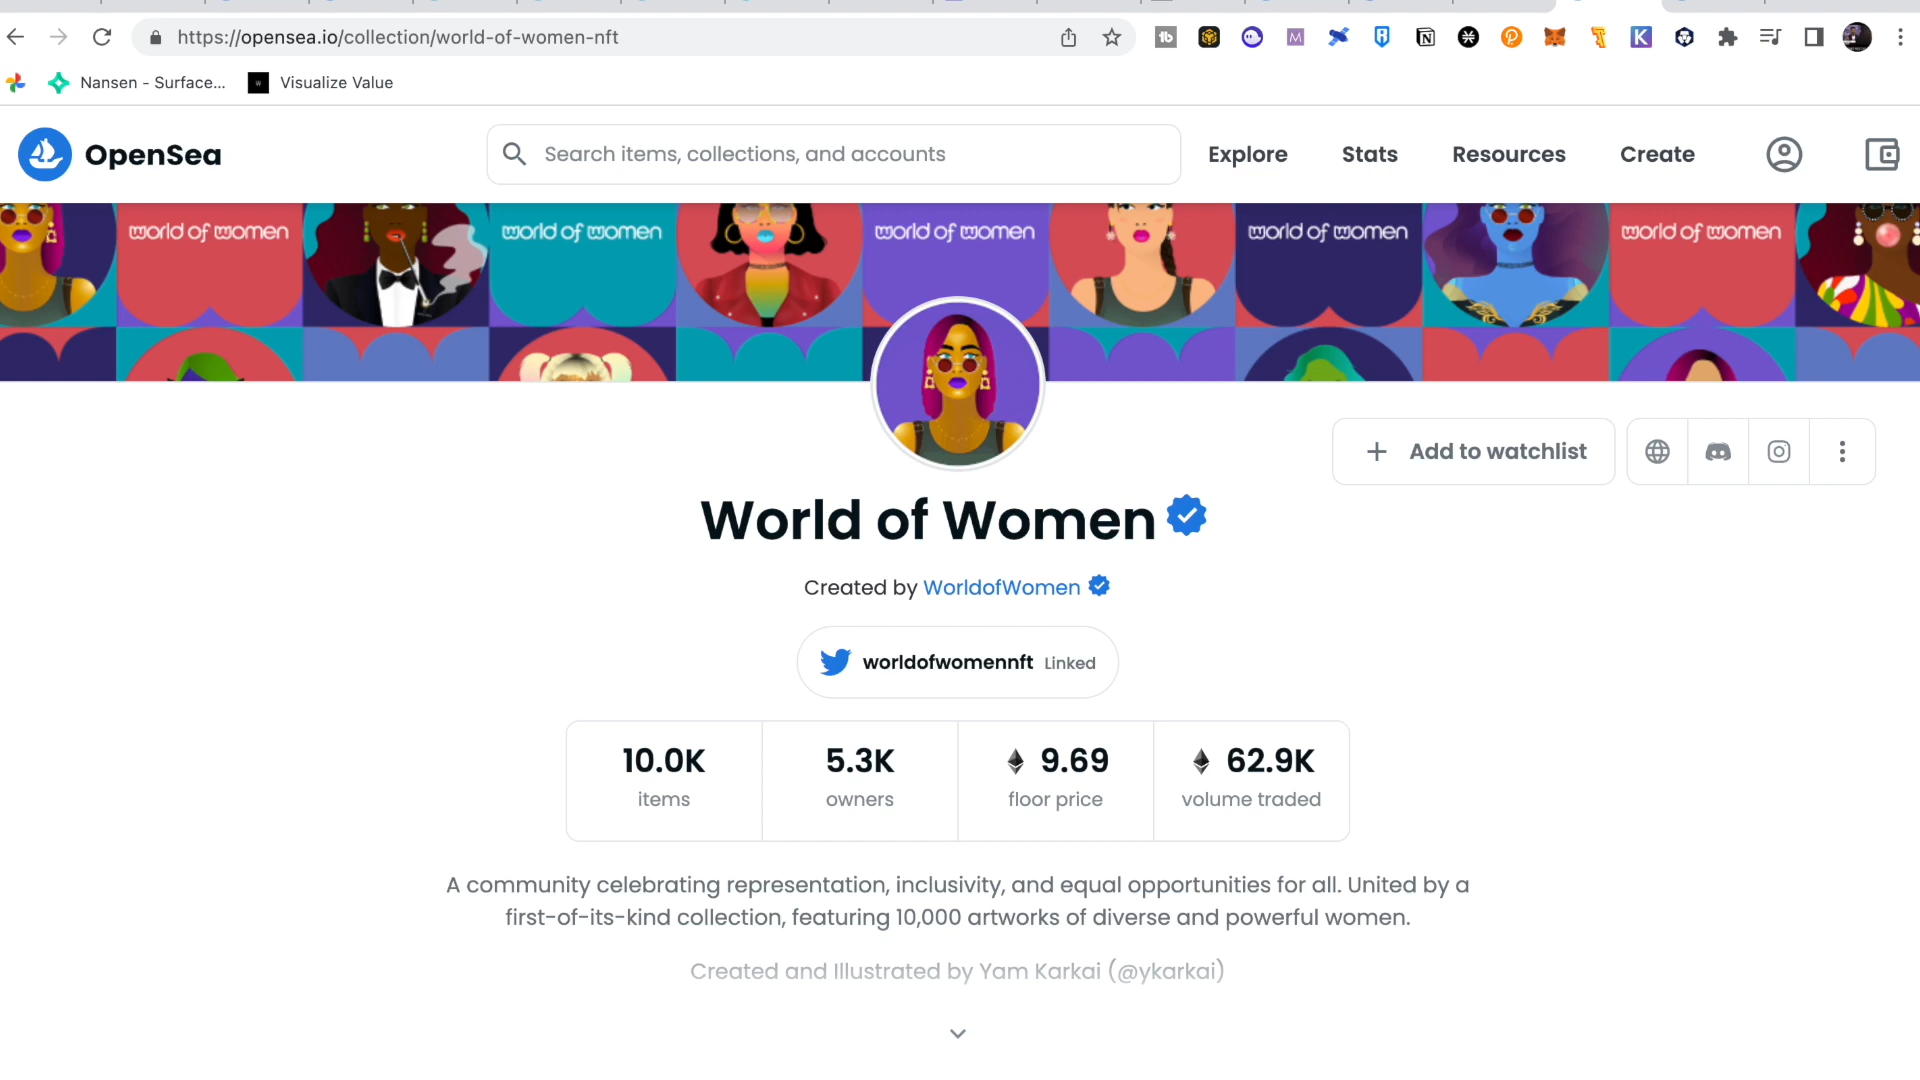 https://opensea.io/collection/world-of-women-nft
Nansen - Surface... Visualize Value
OpenSea
Search items, collections, and accounts
Explore Stats Resources Create
world of women world of women world of women world of women world of women
Add to watchlist
World of Women
Created by WorldofWomen
worldofwomennft Linked
10.0K 5.3K 9.69 62.9K
items owners floor price volume traded
A community celebrating representation, inclusivity, and equal opportunities for all. United by a
first-of-its-kind collection, featuring 10,000 artworks of diverse and powerful women.
Created and Illustrated by Yam Karkai (@ykarkai)